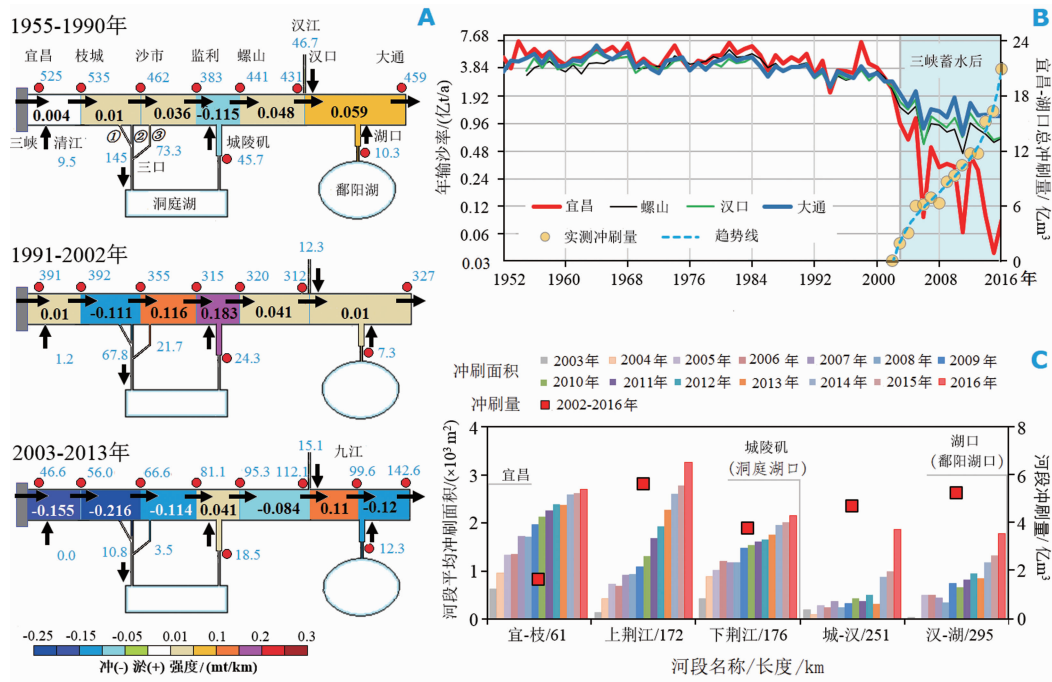 A
1955-1990年
宜昌 枝城 沙市 监利 螺山 汉江 汉口 大通
46.7
525 535 462 383 441 431 459
0.004 0.01 0.036 -0.115 0.048 0.059
三峡 清江 ① ② ③ 城陵矶 湖口
9.5 145 三口 73.3 45.7 10.3
洞庭湖 鄱阳湖
1991-2002年
12.3
391 392 355 315 320 312 327
0.01 -0.111 0.116 0.183 0.041 0.01
1.2 67.8 21.7 24.3 7.3
2003-2013年
15.1 九江
46.6 56.0 66.6 81.1 95.3 112.1 99.6 142.6
-0.155 -0.216 -0.114 0.041 -0.084 0.11 -0.12
0.0 10.8 3.5 18.5 12.3
-0.25 -0.15 -0.05 0.01 0.1 0.2 0.3
冲(-) 淤(+) 强度/(mt/km)
B
年输沙率/(亿t/a)
7.68
3.84
1.92
0.96
0.48
0.24
0.12
0.06
0.03
三峡蓄水后
宜昌 螺山 汉口 大通
实测冲刷量 趋势线
1952 1960 1968 1976 1984 1992 2000 2008 2016 年
24
18
12
6
0
宜昌-湖口总冲刷量/亿m³
C
冲刷面积
2003年 2004年 2005年 2006年 2007年 2008年 2009年
2010年 2011年 2012年 2013年 2014年 2015年 2016年
冲刷量 2002-2016年
河段平均冲刷面积/(×10³m²)
4
3
2
1
0
宜昌
城陵矶
(洞庭湖口)
湖口
(鄱阳湖口)
8
6
4
2
0
河段冲刷量/亿m³
宜-枝/61 上荆江/172 下荆江/176 城-汉/251 汉-湖/295
河段名称/长度/km